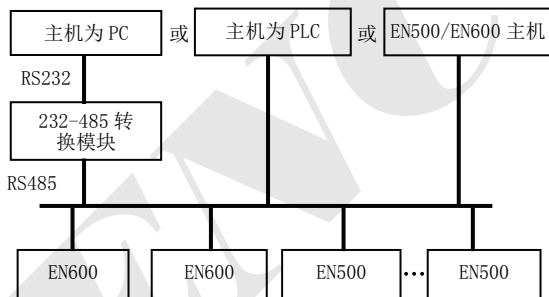 主机为 PC 或 主机为 PLC 或 EN500/EN600 主机
RS232
232-485 转
换模块
RS485
EN600 EN600 EN500 ··· EN500
ENC